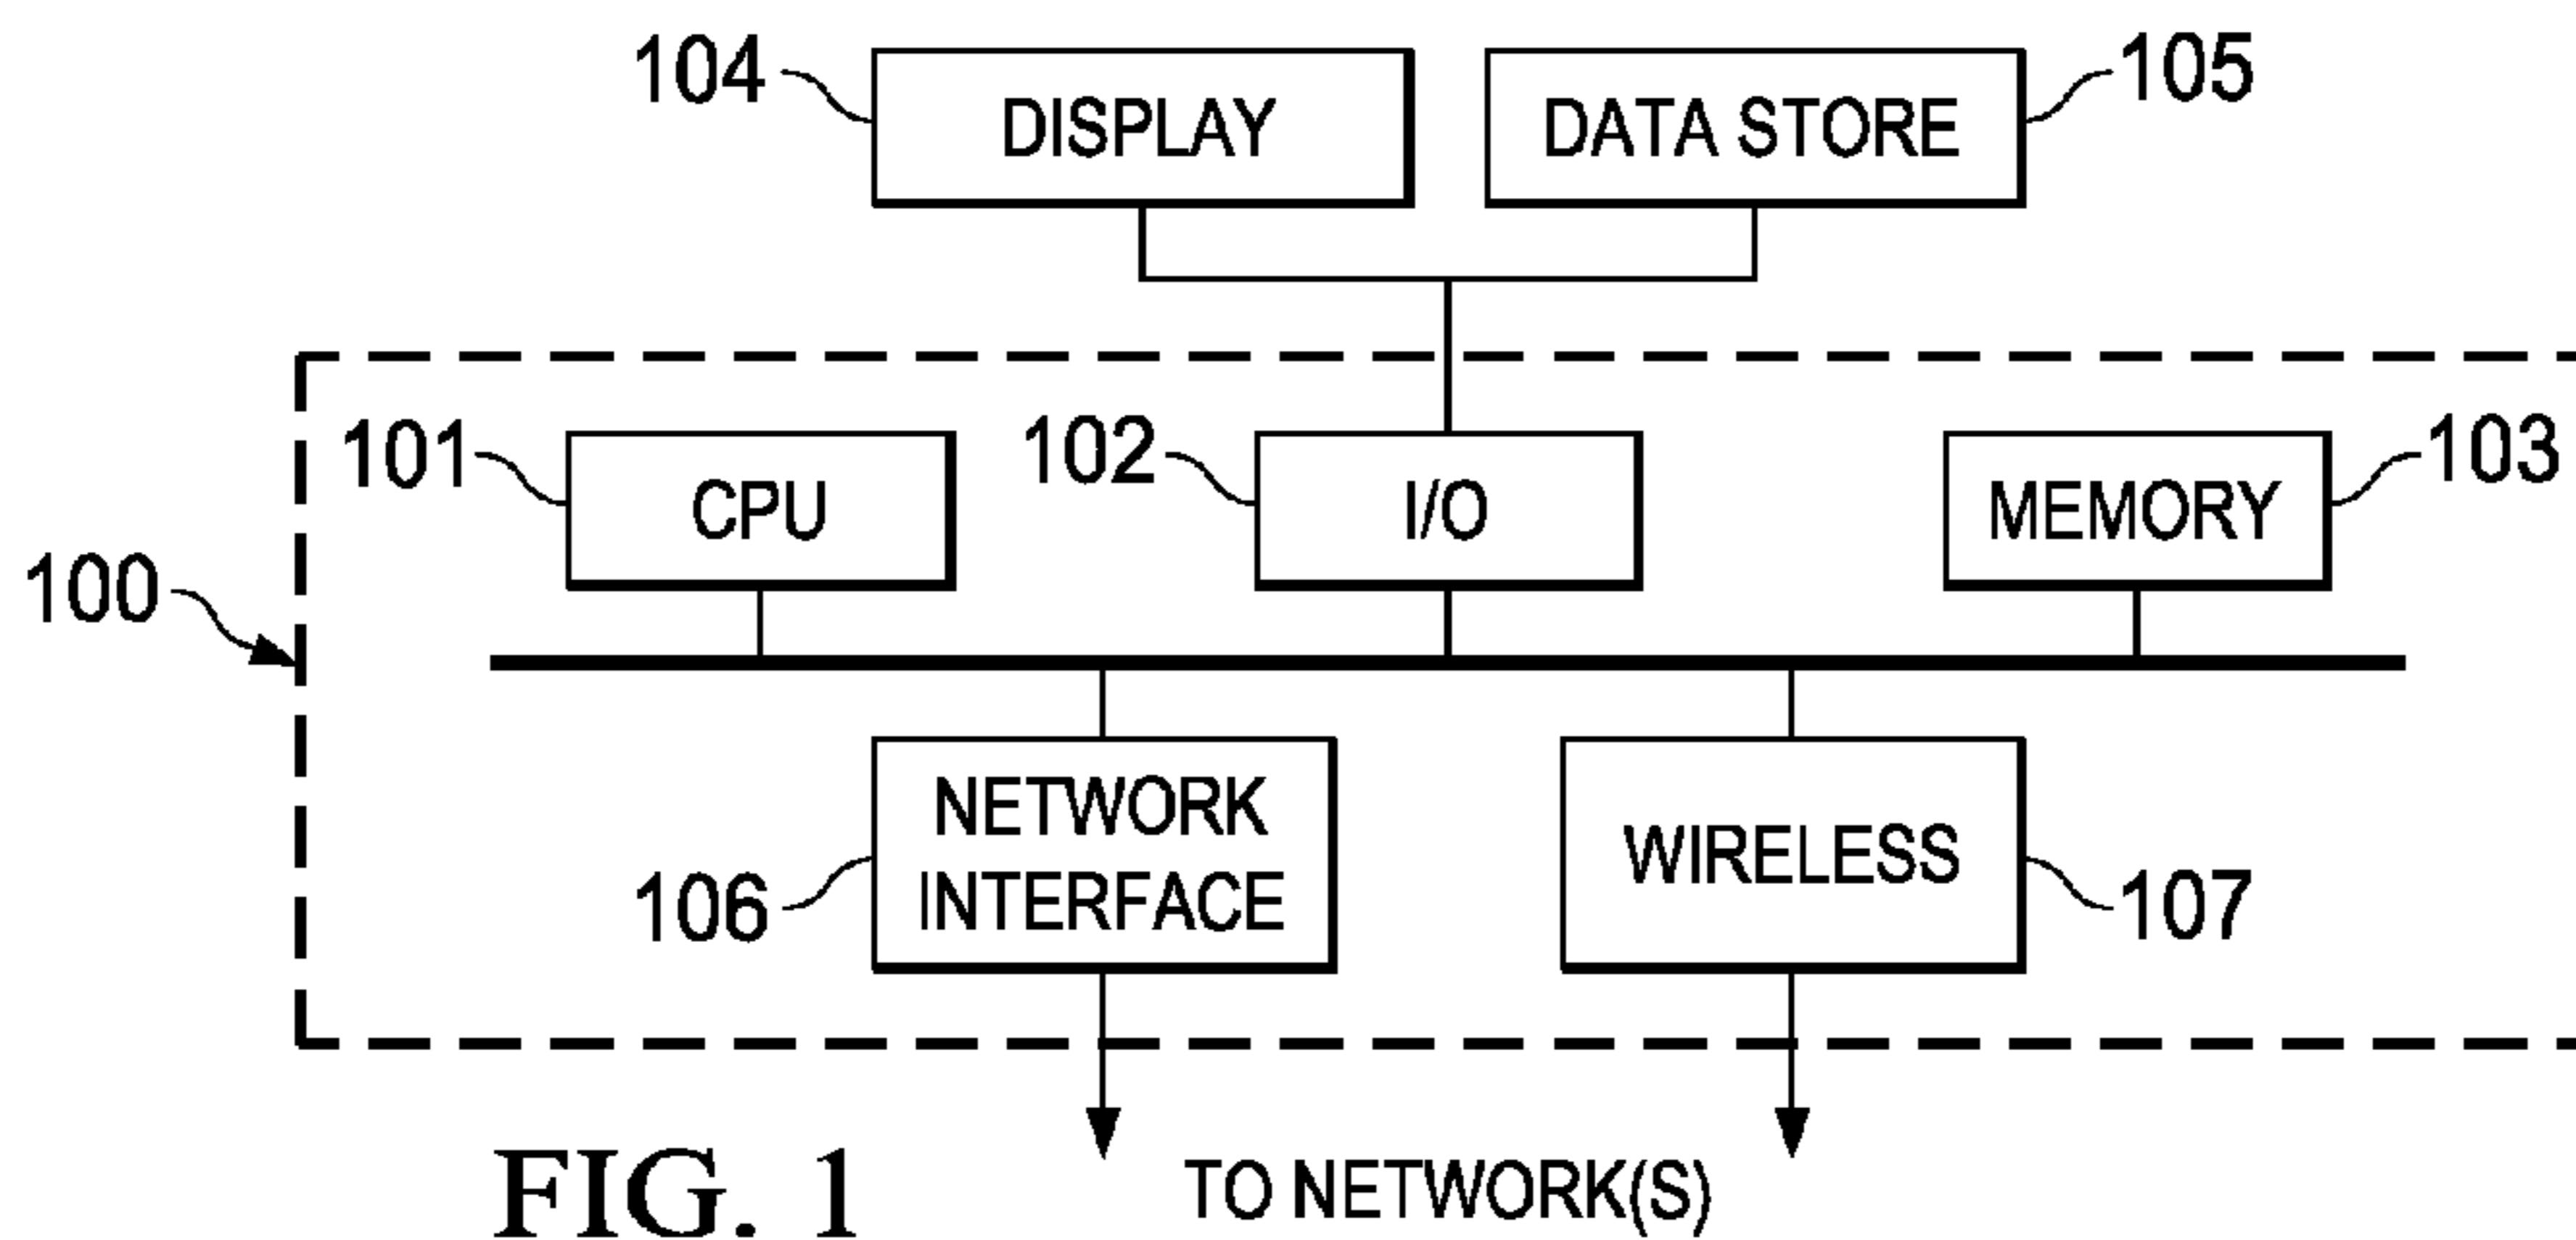 104 DISPLAY DATA STORE 105
101 CPU 102 I/O MEMORY 103
100
NETWORK
INTERFACE
106
WIRELESS
107
TO NETWORK(S)
FIG. 1